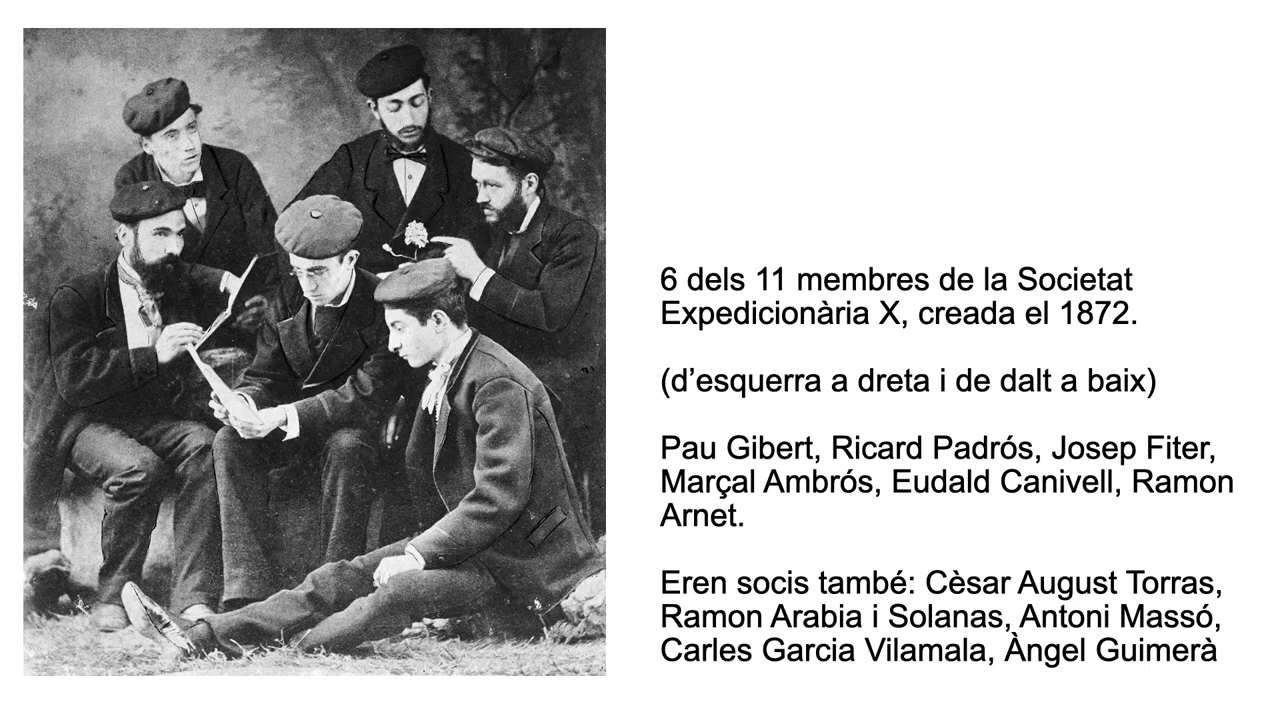 6 dels 11 membres de la Societat
Expedicionària X, creada el 1872.
(d’esquerra a dreta i de dalt a baix)
Pau Gibert, Ricard Padrós, Josep Fiter,
Marçal Ambrós, Eudald Canivell, Ramon
Arnet.
Eren socis també: Cèsar August Torras,
Ramon Arabia i Solanas, Antoni Massó,
Carles Garcia Vilamala, Àngel Guimerà